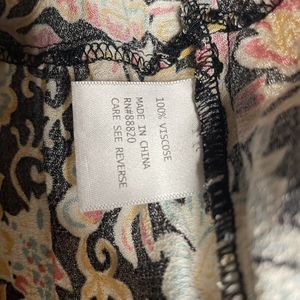 100% VISCOSE
MADE IN CHINA
RN#88820
CARE SEE REVERSE